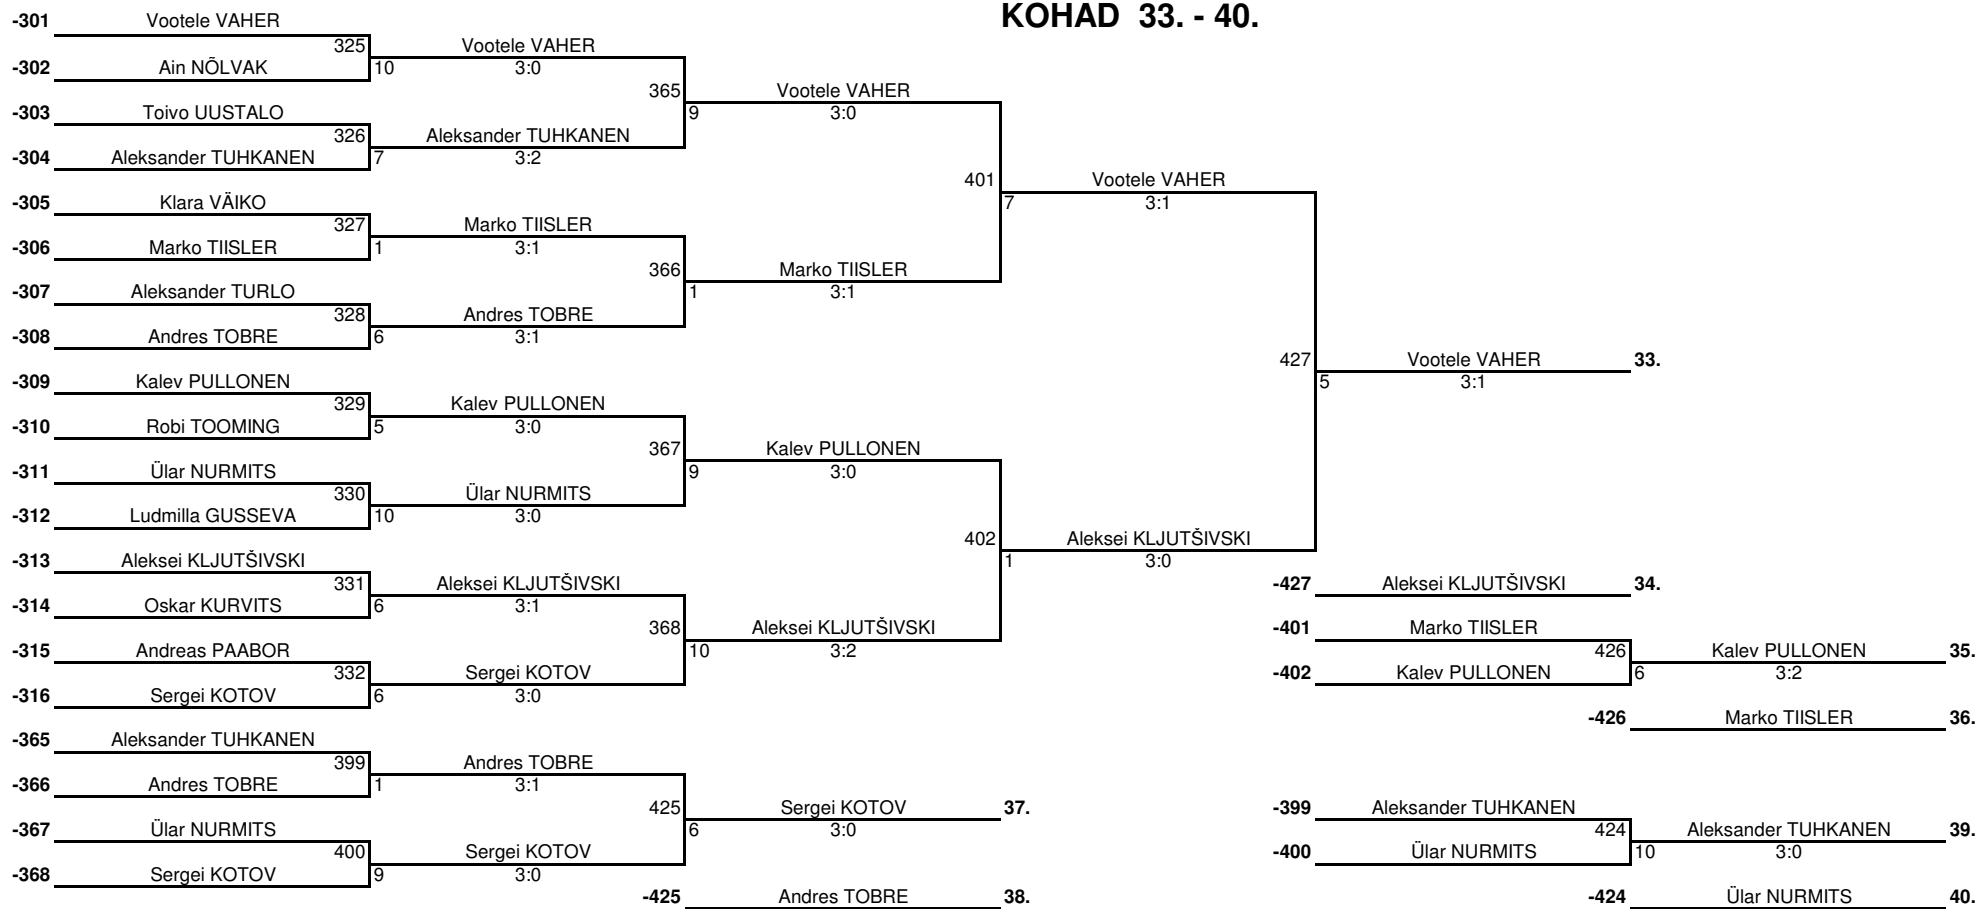 KOHAD 33. - 40.
-301 Vootele VAHER
325 Vootele VAHER
-302 Ain NÕLVAK 10 3:0
365 Vootele VAHER
-303 Toivo UUSTALO 9 3:0
326 Aleksander TUHKANEN
-304 Aleksander TUHKANEN 7 3:2
401 Vootele VAHER
-305 Klara VÄIKO 7 3:1
327 Marko TIISLER
-306 Marko TIISLER 1 3:1
366 Marko TIISLER
-307 Aleksander TURLO 1 3:1
328 Andres TOBRE
-308 Andres TOBRE 6 3:1
427 Vootele VAHER 33.
-309 Kalev PULLONEN 5 3:1
329 Kalev PULLONEN
-310 Robi TOOMING 5 3:0
367 Kalev PULLONEN
-311 Ülar NURMITS 9 3:0
330 Ülar NURMITS
-312 Ludmilla GUSSEVA 10 3:0
402 Aleksei KLJUTŠIVSKI
-313 Aleksei KLJUTŠIVSKI 1 3:0
331 Aleksei KLJUTŠIVSKI -427 Aleksei KLJUTŠIVSKI 34.
-314 Oskar KURVITS 6 3:1
368 Aleksei KLJUTŠIVSKI -401 Marko TIISLER
-315 Andreas PAABOR 10 3:2 426 Kalev PULLONEN 35.
332 Sergei KOTOV -402 Kalev PULLONEN 6 3:2
-316 Sergei KOTOV 6 3:0
-426 Marko TIISLER 36.
-365 Aleksander TUHKANEN
399 Andres TOBRE
-366 Andres TOBRE 1 3:1
425 Sergei KOTOV 37. -399 Aleksander TUHKANEN
-367 Ülar NURMITS 6 3:0 424 Aleksander TUHKANEN 39.
400 Sergei KOTOV -400 Ülar NURMITS 10 3:0
-368 Sergei KOTOV 9 3:0
-425 Andres TOBRE 38. -424 Ülar NURMITS 40.